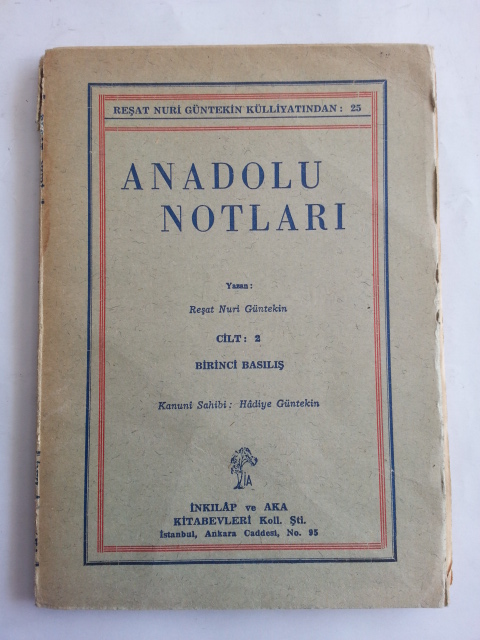 REŞAT NURİ GÜNTEKİN KÜLLİYATINDAN: 25
ANADOLU
NOTLARI
Yazan:
Reşat Nuri Güntekin
CİLT: 2
BİRİNCİ BASILIŞ
Kanunî Sahibi: Hâdiye Güntekin
İA
İNKILÂP ve AKA
KİTABEVLERİ Koll. Şti.
İstanbul, Ankara Caddesi, No. 95